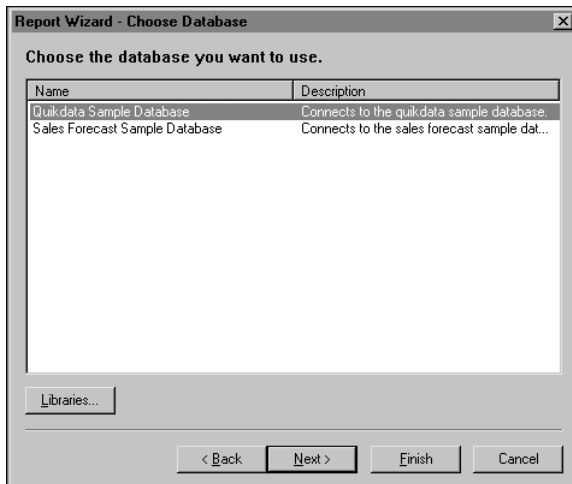 Report Wizard - Choose Database
Choose the database you want to use.
Name Description
Quikdata Sample Database Connects to the quikdata sample database.
Sales Forecast Sample Database Connects to the sales forecast sample dat...
Libraries...
< Back Next > Finish Cancel